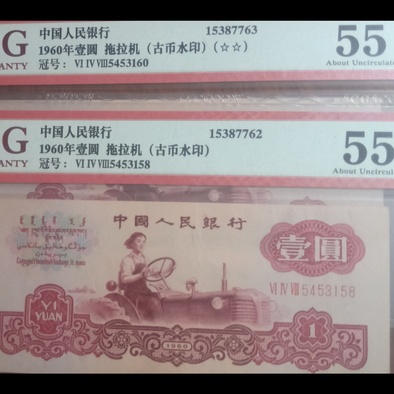 G 中国人民银行 15387763 55
1960年壹圆 拖拉机（古币水印）（☆☆）
ANTY 冠号： VI IV VIII5453160 About Uncirculate
G 中国人民银行 15387762 55
1960年壹圆 拖拉机（古币水印）
ANTY 冠号： VI IV VIII5453158 About Uncirculate
中國人民銀行
壹圓
VI IV VIII 5453158
YI
YUAN
1960
1